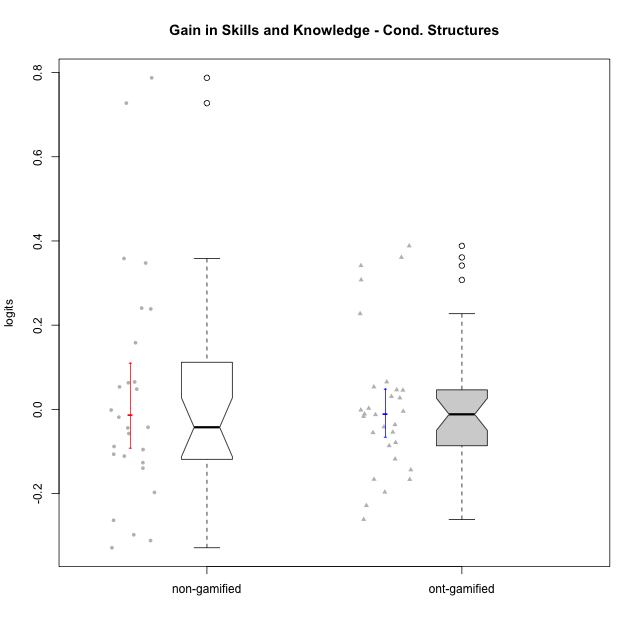 Gain in Skills and Knowledge - Cond. Structures
logits
0.8
0.6
0.4
0.2
0.0
-0.2
non-gamified
ont-gamified